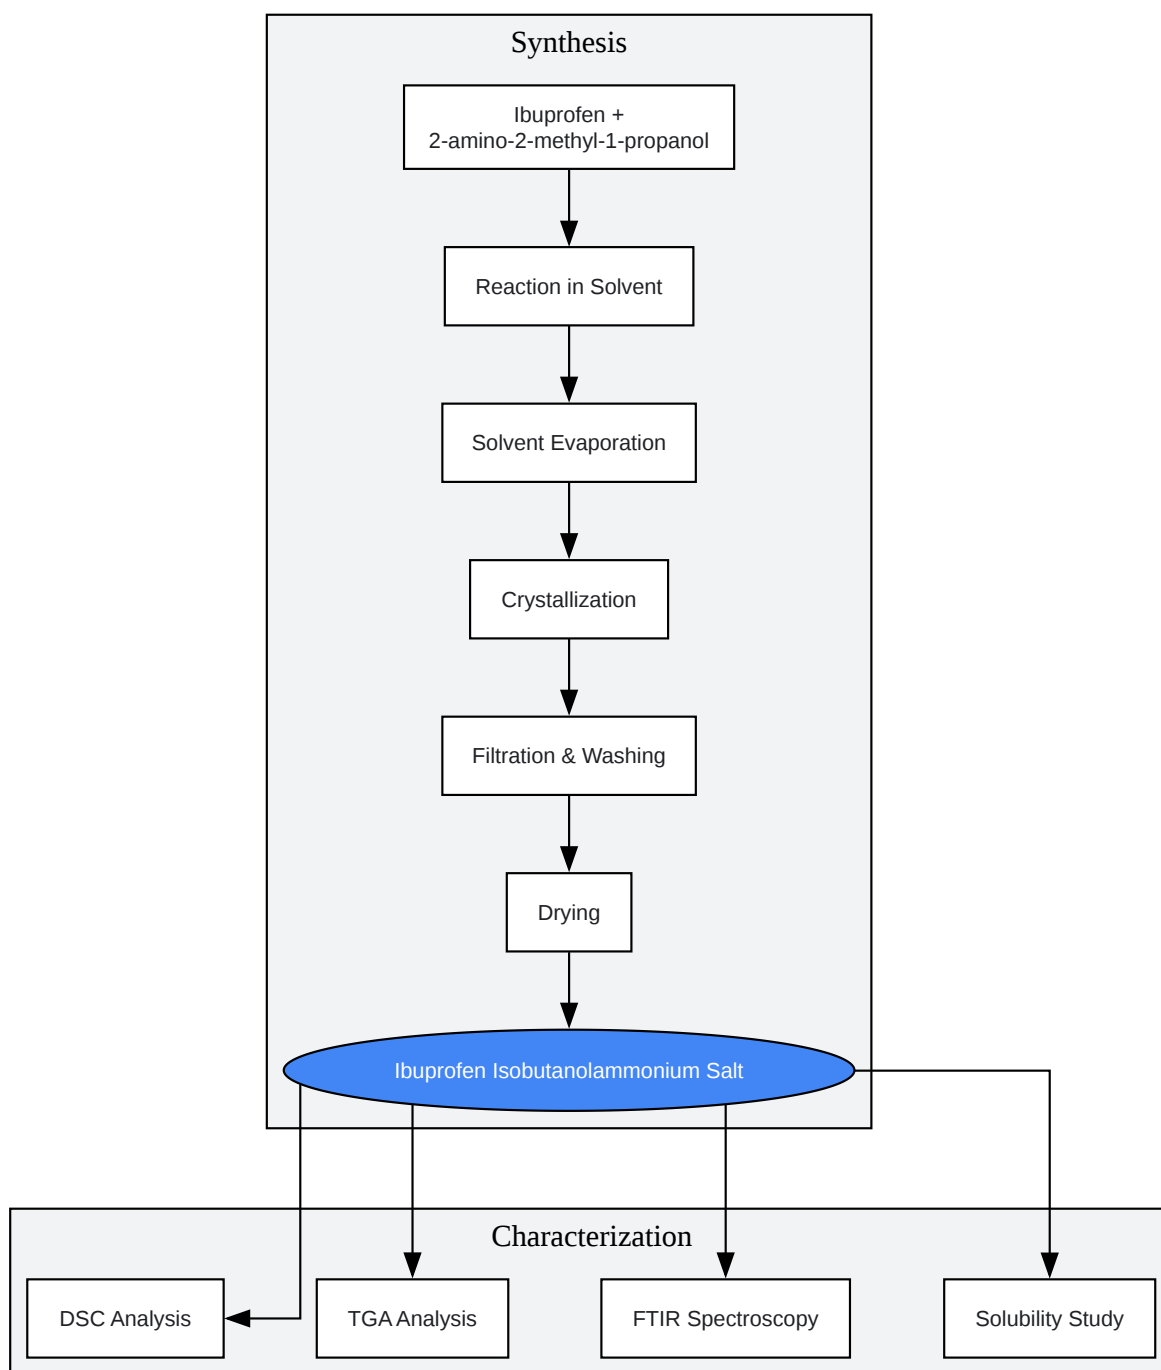 Synthesis
Ibuprofen +
2-amino-2-methyl-1-propanol
Reaction in Solvent
Solvent Evaporation
Crystallization
Filtration & Washing
Drying
Ibuprofen Isobutanolammonium Salt
Characterization
DSC Analysis
TGA Analysis
FTIR Spectroscopy
Solubility Study